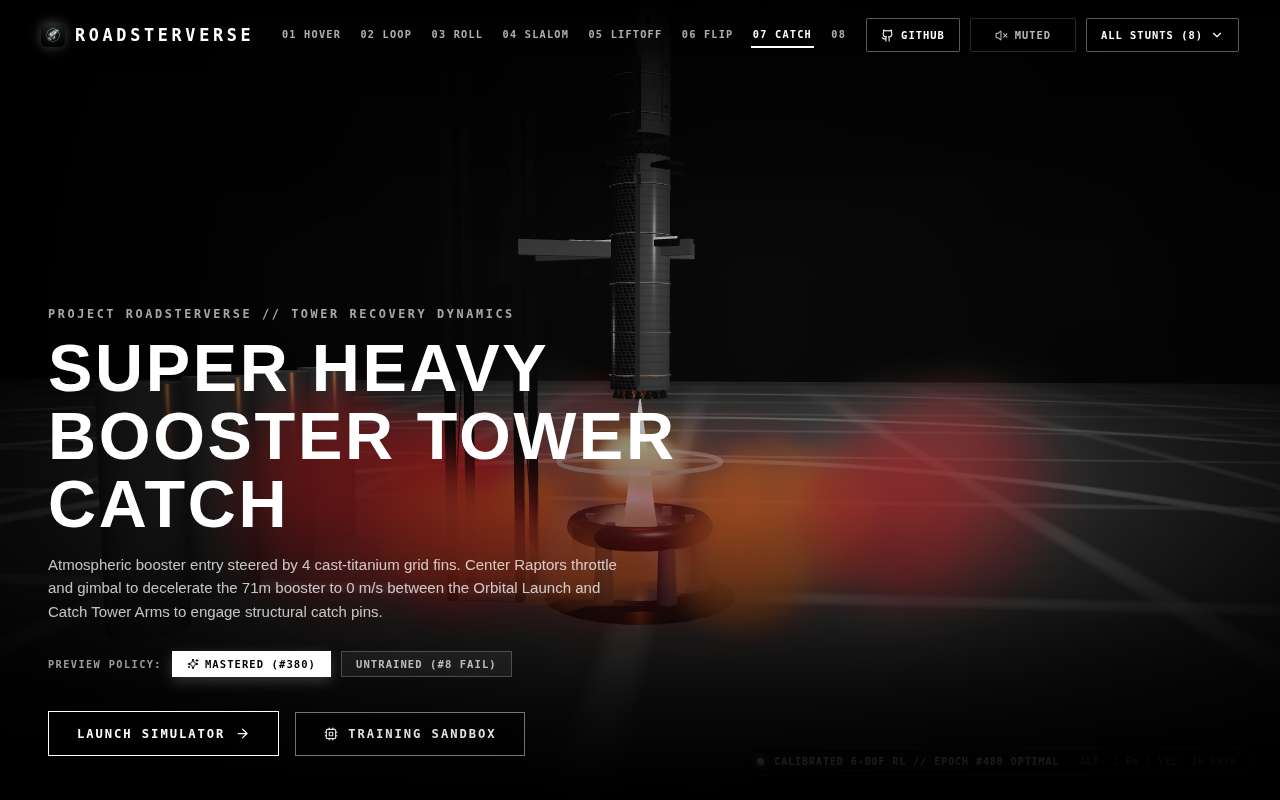 ROADSTERVERSE
01 HOVER 02 LOOP 03 ROLL 04 SLALOM 05 LIFTOFF 06 FLIP 07 CATCH 08
GITHUB
MUTED
ALL STUNTS (8)
PROJECT ROADSTERVERSE // TOWER RECOVERY DYNAMICS
SUPER HEAVY
BOOSTER TOWER
CATCH
Atmospheric booster entry steered by 4 cast-titanium grid fins. Center Raptors throttle
and gimbal to decelerate the 71m booster to 0 m/s between the Orbital Launch and
Catch Tower Arms to engage structural catch pins.
PREVIEW POLICY: MASTERED (#380) UNTRAINED (#8 FAIL)
LAUNCH SIMULATOR TRAINING SANDBOX
CALIBRATED 6-DOF RL // EPOCH #480 OPTIMAL